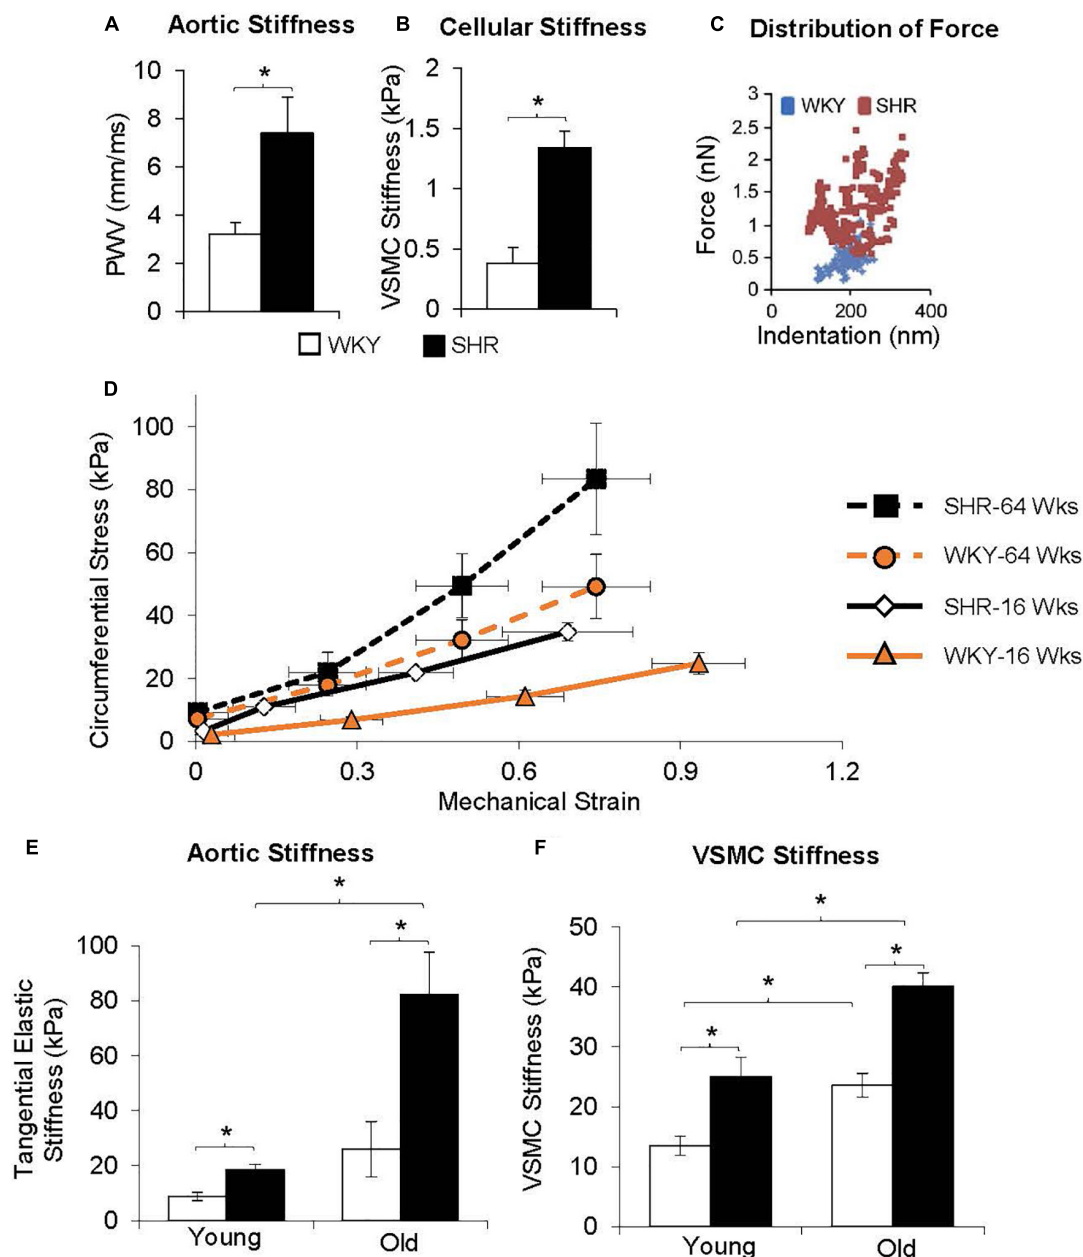 A Aortic Stiffness
PWV (mm/ms)
10
8
6
4
2
0
*
B Cellular Stiffness
VSMC Stiffness (kPa)
2
1.5
1
0.5
0
*
C Distribution of Force
Force (nN)
3
2.5
2
1.5
1
0.5
0
WKY SHR
0 200 400
Indentation (nm)
WKY SHR
D
Circumferential Stress (kPa)
100
80
60
40
20
0
0 0.3 0.6 0.9 1.2
Mechanical Strain
SHR-64 Wks
WKY-64 Wks
SHR-16 Wks
WKY-16 Wks
E Aortic Stiffness
Tangential Elastic
Stiffness (kPa)
100
80
60
40
20
0
*
*
*
Young Old
F VSMC Stiffness
VSMC Stiffness (kPa)
50
40
30
20
10
0
*
*
*
*
Young Old